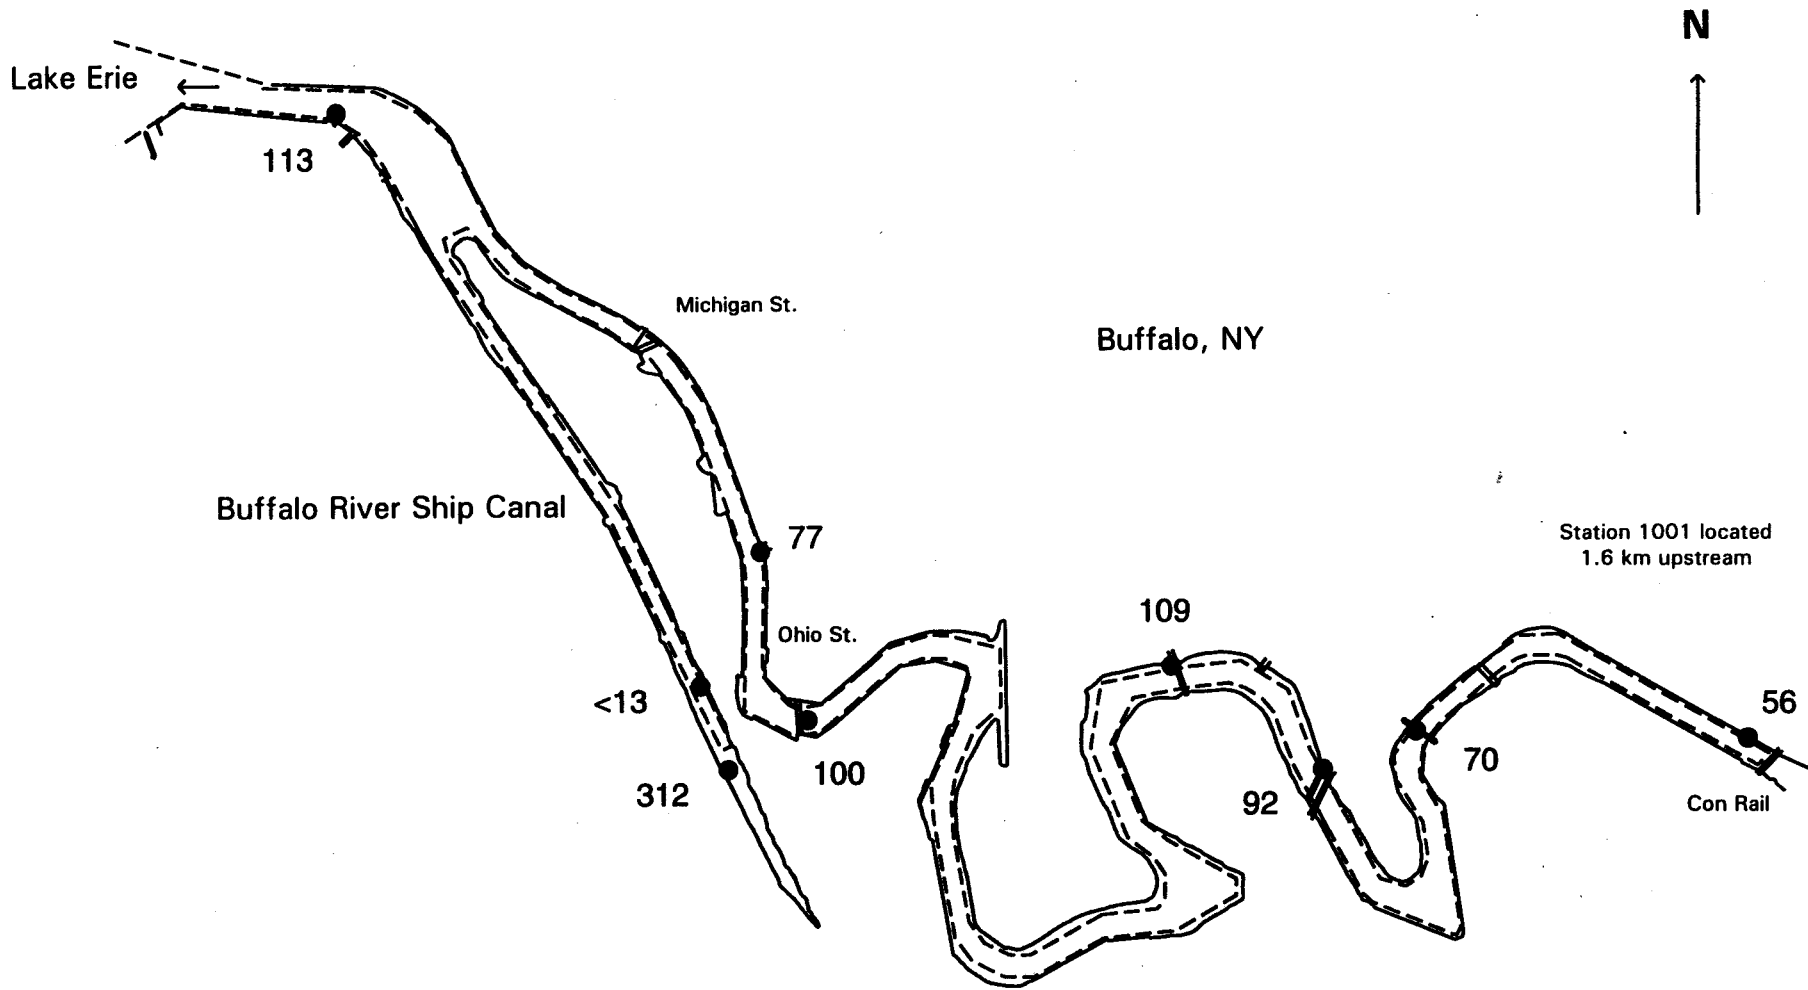 N
Lake Erie
113
Michigan St.
Buffalo, NY
Buffalo River Ship Canal
77
Station 1001 located
1.6 km upstream
109
Ohio St.
<13
56
100
70
312
92
Con Rail